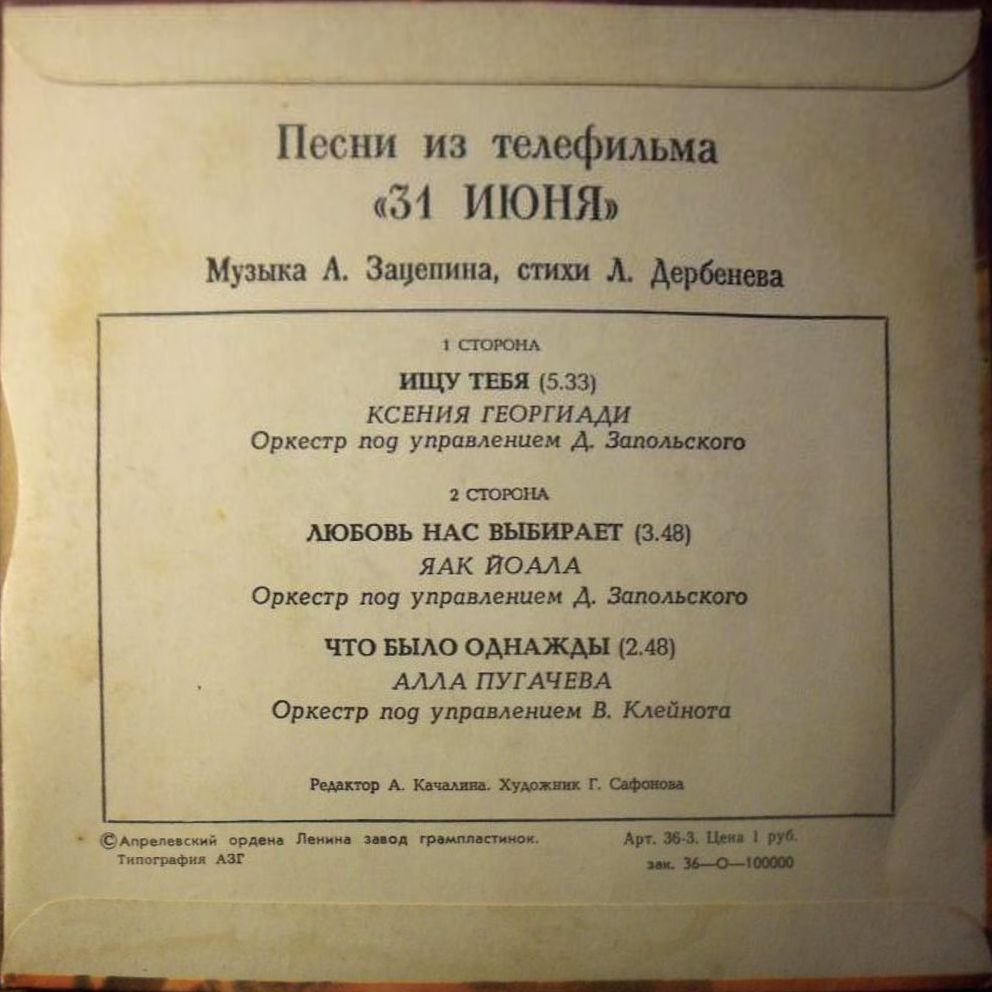 Песни из телефильма
«31 ИЮНЯ»
Музыка А. Зацепина, стихи Л. Дербенева
1 СТОРОНА
ИЩУ ТЕБЯ (5.33)
КСЕНИЯ ГЕОРГИАДИ
Оркестр под управлением Д. Запольского
2 СТОРОНА
ЛЮБОВЬ НАС ВЫБИРАЕТ (3.48)
ЯАК ЙОАЛА
Оркестр под управлением Д. Запольского
ЧТО БЫЛО ОДНАЖДЫ (2.48)
АЛЛА ПУГАЧЕВА
Оркестр под управлением В. Клейнота
Редактор А. Качалина. Художник Г. Сафонова
©Апрелевский ордена Ленина завод грампластинок. Арт. 36-3. Цена 1 руб.
Типография АЗГ зак. 36—О—100000